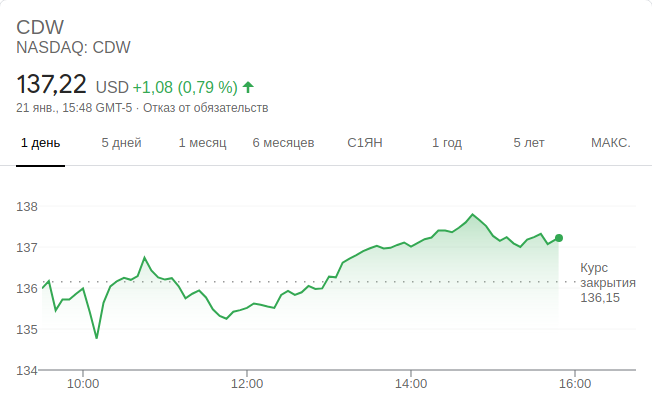 CDW
NASDAQ: CDW
137,22 USD +1,08 (0,79 %)
21 янв., 15:48 GMT-5 · Отказ от обязательств
1 день 5 дней 1 месяц 6 месяцев С1ЯН 1 год 5 лет МАКС.
138
137
136
135
134
Курс
закрытия
136,15
10:00 12:00 14:00 16:00